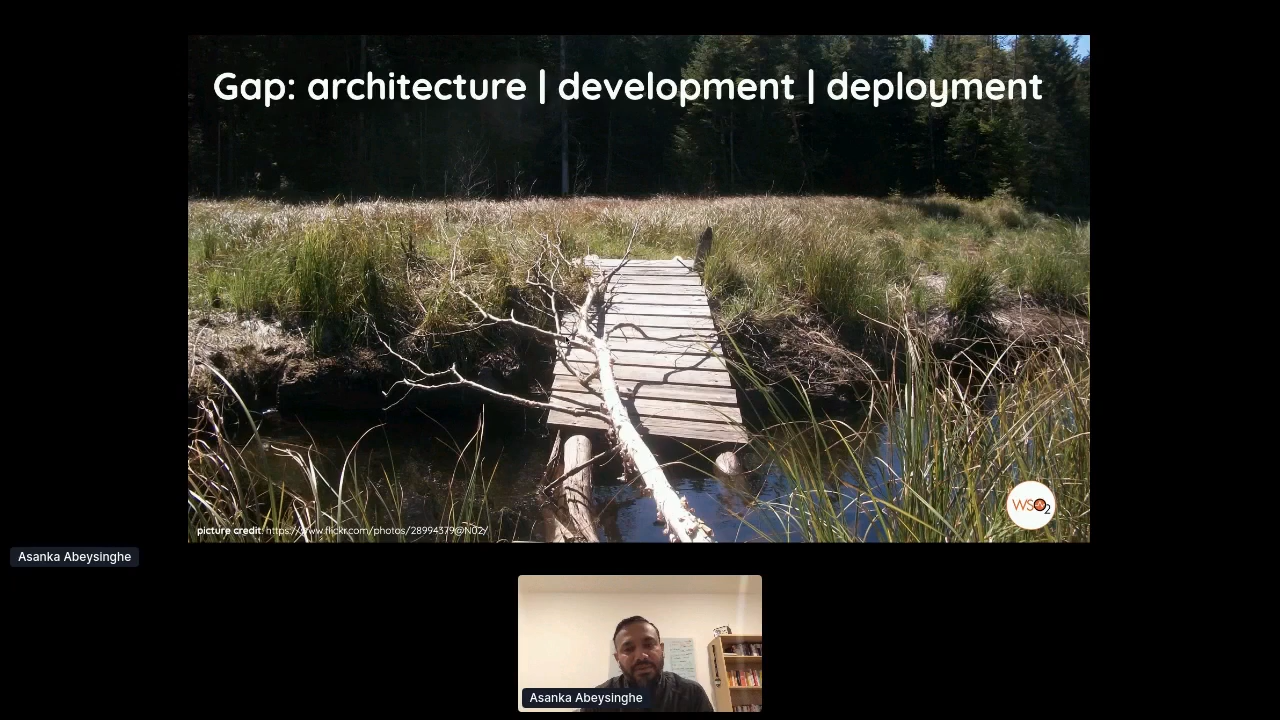 Gap: architecture | development | deployment
picture credit: https://www.flickr.com/photos/28994379@N02/
WSO2
Asanka Abeysinghe
Asanka Abeysinghe